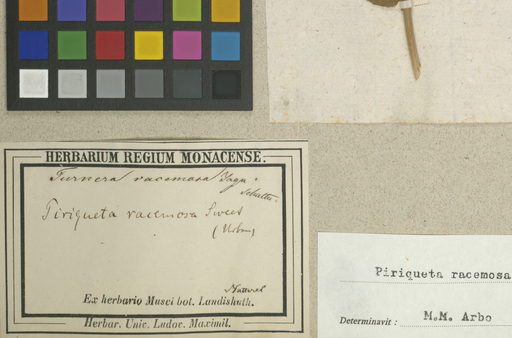 HERBARIUM REGIUM MONACENSE.
Turnera racemosa Jacqu.
Schultes.
Piriqueta racemosa Sweet
(Urban)
Ex herbario Musei bot. Landishuth.
Herbar. Univ. Ludov. Maximil.
Piriqueta racemosa
Determinavit : M.M. Arbo